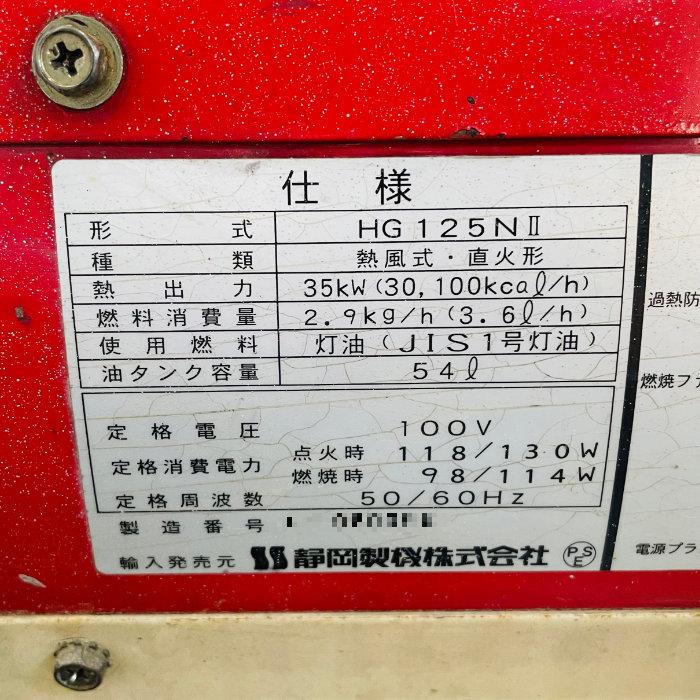 仕様
形式 HG125NⅡ
種類 熱風式・直火形
熱出力 35kW(30,100kcaℓ/h)
燃料消費量 2.9kg/h(3.6ℓ/h)
使用燃料 灯油(JIS1号灯油)
油タンク容量 54ℓ
定格電圧 100V
定格消費電力 点火時 118/130W
燃焼時 98/114W
定格周波数 50/60Hz
製造番号
輸入発売元 静岡製機株式会社 PSE
過熱防
燃焼ファ
電源プラ